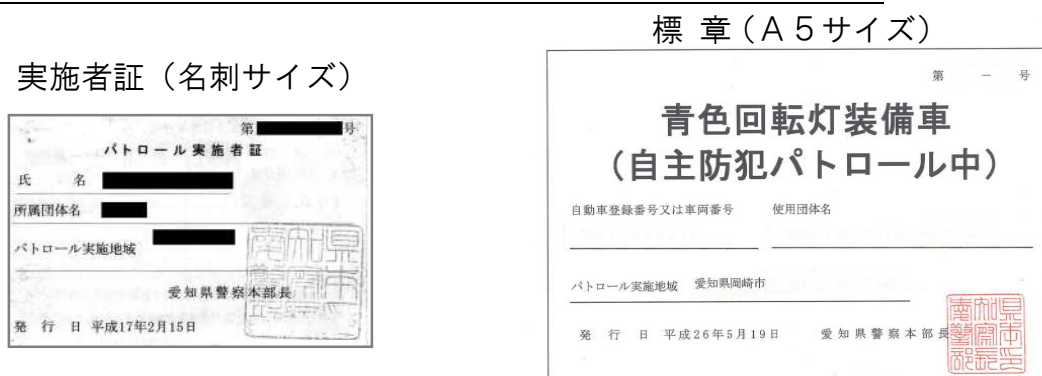 実施者証（名刺サイズ）
第 号
パトロール実施者証
氏 名
所属団体名
パトロール実施地域
愛知県警察本部長
発 行 日 平成17年2月15日
標 章（Ａ５サイズ）
第 － 号
青色回転灯装備車
（自主防犯パトロール中）
自動車登録番号又は車両番号 使用団体名
パトロール実施地域 愛知県岡崎市
発 行 日 平成26年5月19日 愛知県警察本部長